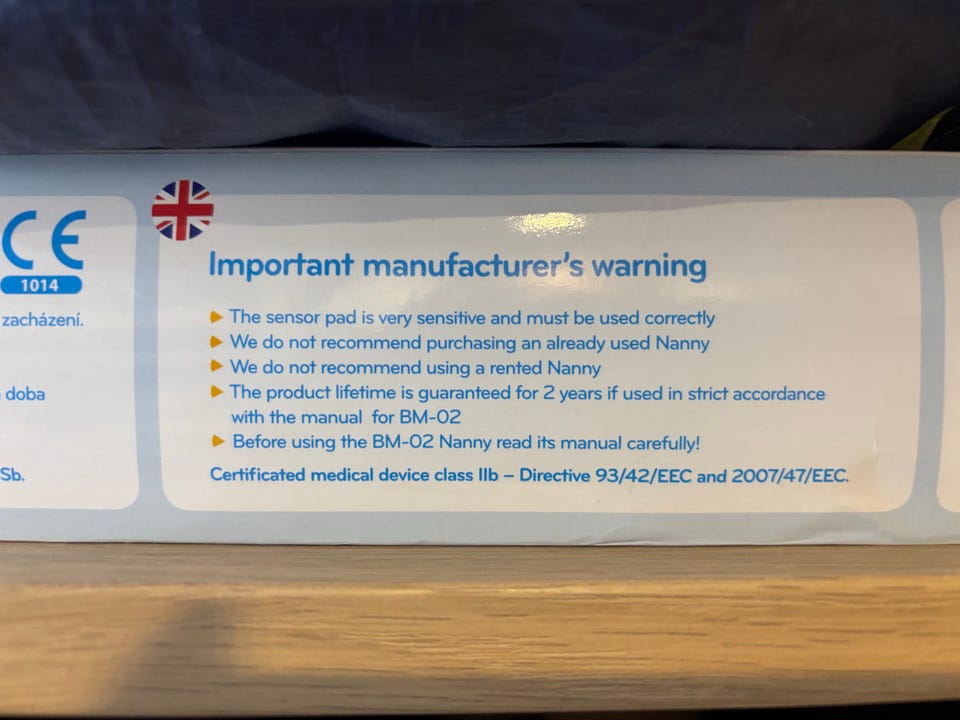 CE
1014
zacházení.
doba
Sb.
Important manufacturer's warning
The sensor pad is very sensitive and must be used correctly
We do not recommend purchasing an already used Nanny
We do not recommend using a rented Nanny
The product lifetime is guaranteed for 2 years if used in strict accordance
with the manual for BM-02
Before using the BM-02 Nanny read its manual carefully!
Certificated medical device class IIb – Directive 93/42/EEC and 2007/47/EEC.